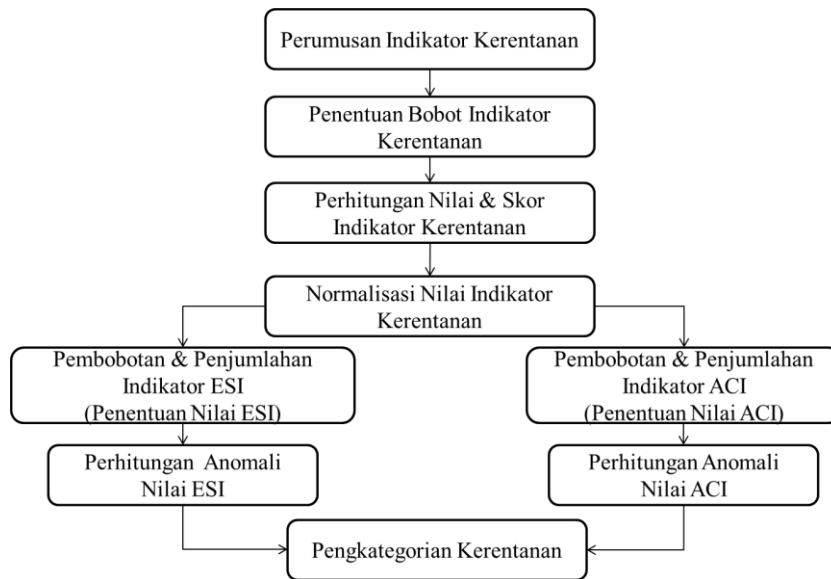 Perumusan Indikator Kerentanan
Penentuan Bobot Indikator
Kerentanan
Perhitungan Nilai & Skor
Indikator Kerentanan
Normalisasi Nilai Indikator
Kerentanan
Pembobotan & Penjumlahan
Indikator ESI
(Penentuan Nilai ESI)
Pembobotan & Penjumlahan
Indikator ACI
(Penentuan Nilai ACI)
Perhitungan Anomali
Nilai ESI
Perhitungan Anomali
Nilai ACI
Pengkategorian Kerentanan